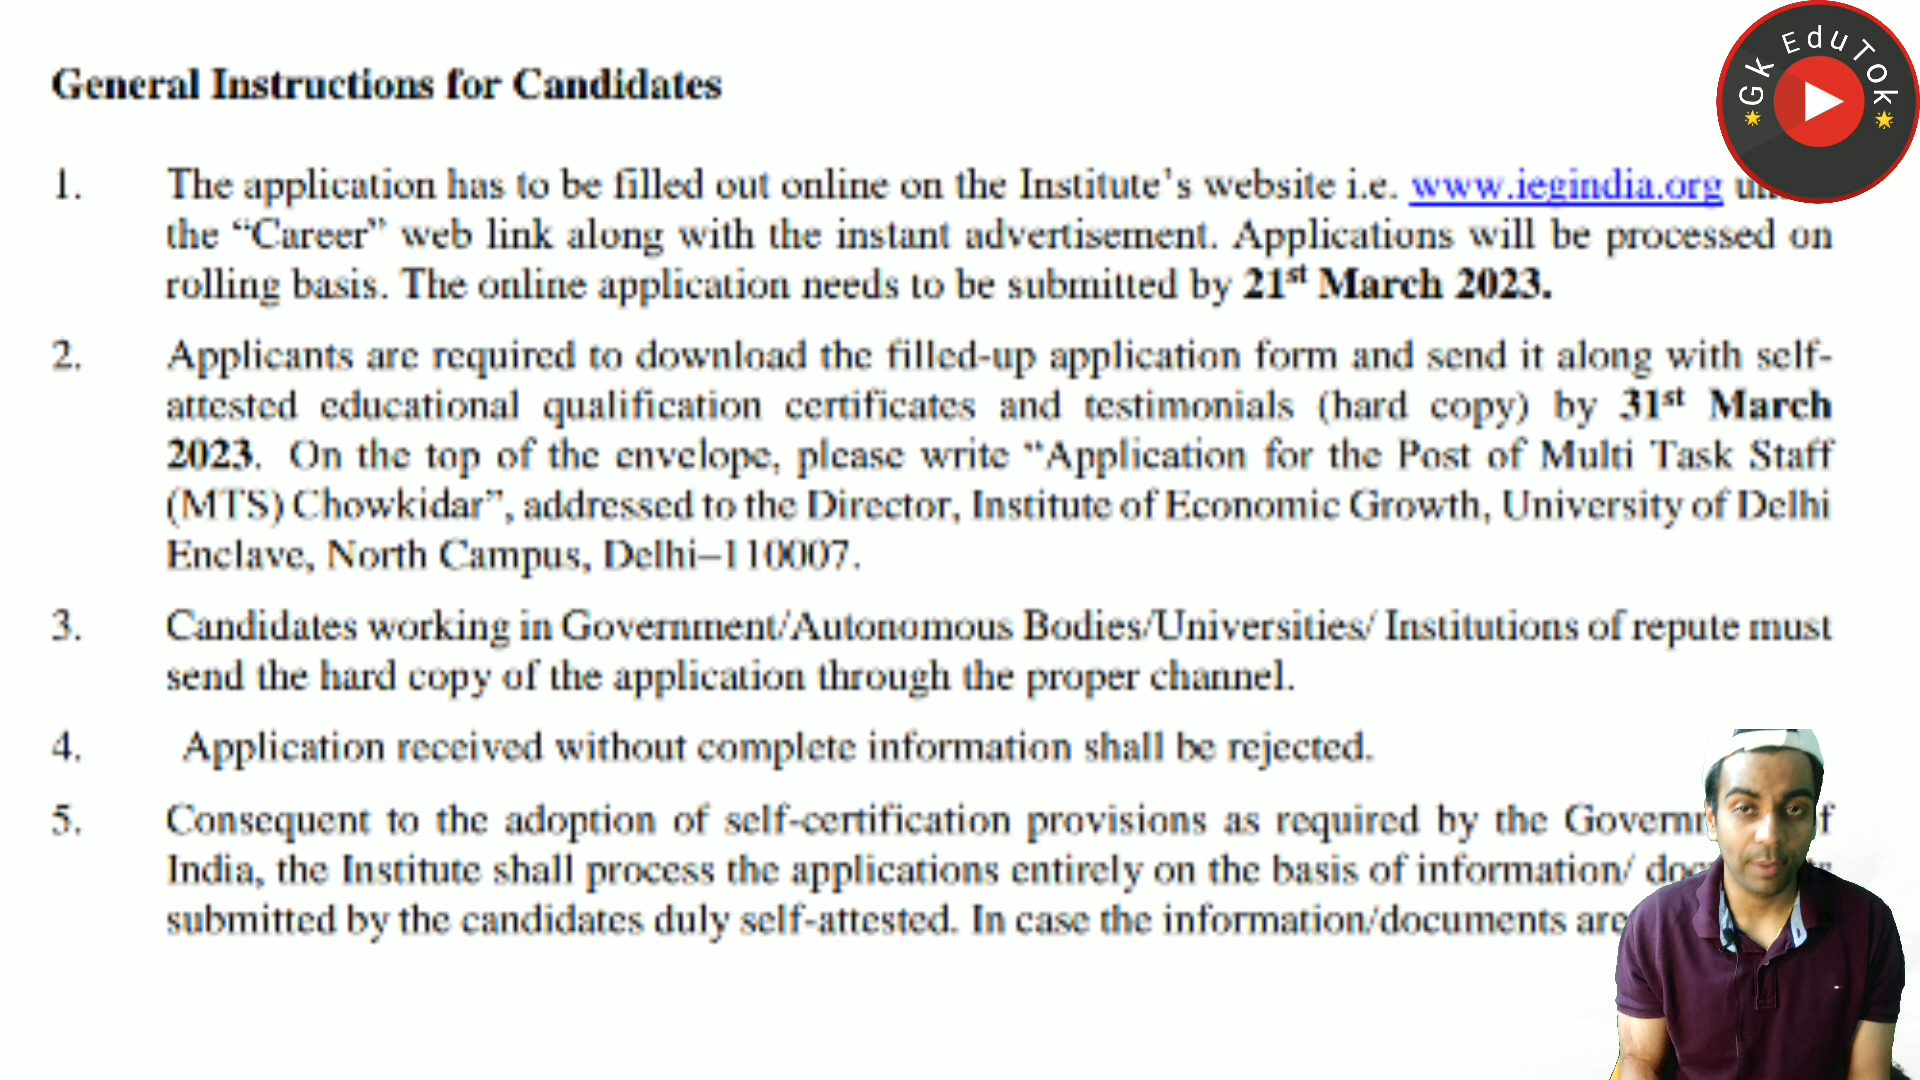 Gk EduTok
General Instructions for Candidates
1. The application has to be filled out online on the Institute's website i.e. www.iegindia.org
the “Career” web link along with the instant advertisement. Applications will be processed on
rolling basis. The online application needs to be submitted by 21st March 2023.
2. Applicants are required to download the filled-up application form and send it along with self-
attested educational qualification certificates and testimonials (hard copy) by 31st March
2023. On the top of the envelope, please write “Application for the Post of Multi Task Staff
(MTS) Chowkidar”, addressed to the Director, Institute of Economic Growth, University of Delhi
Enclave, North Campus, Delhi–110007.
3. Candidates working in Government/Autonomous Bodies/Universities/ Institutions of repute must
send the hard copy of the application through the proper channel.
4. Application received without complete information shall be rejected.
5. Consequent to the adoption of self-certification provisions as required by the
India, the Institute shall process the applications entirely on the basis of information/
submitted by the candidates duly self-attested. In case the information/documents are